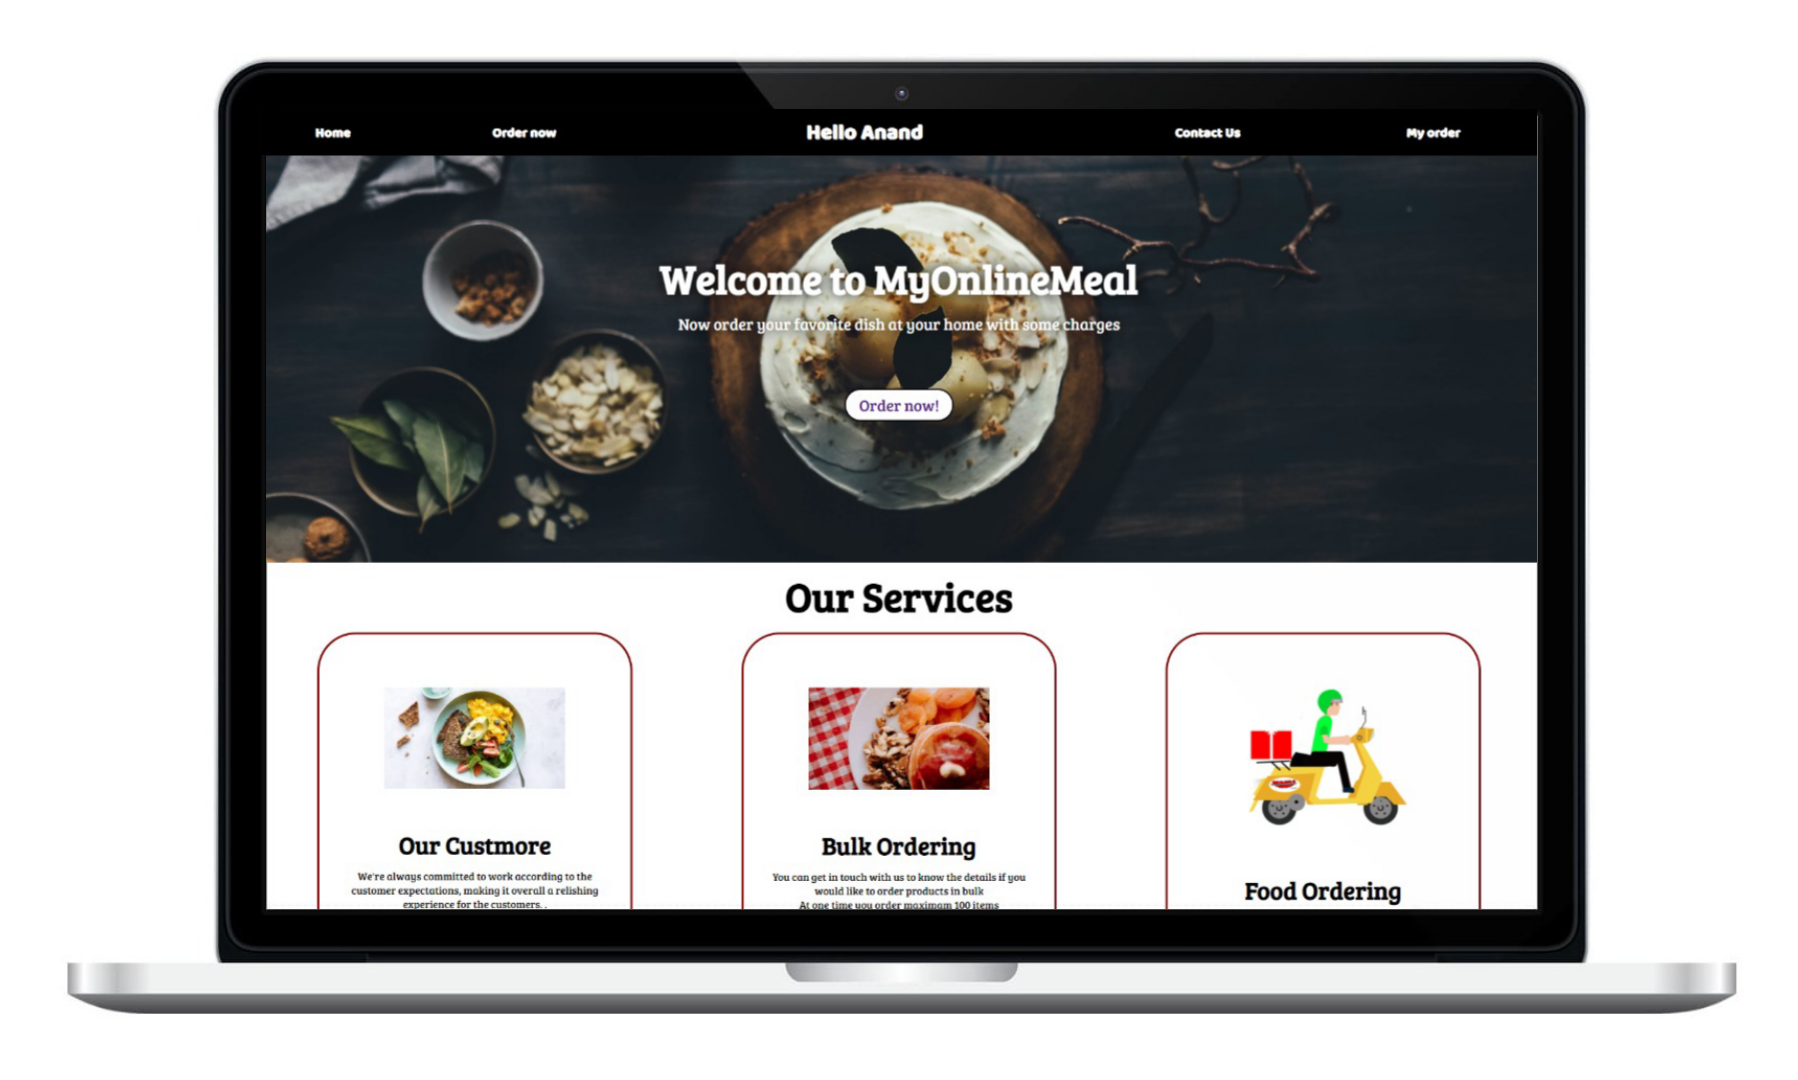 Home
Order now
Hello Anand
Contact Us
My order
Welcome to MyOnlineMeal
Now order your favorite dish at your home with some charges
Order now!
Our Services
Our Custmore
We're always committed to work according to the
customer expectations, making it overall a relishing
experience for the customers. .
Bulk Ordering
You can get in touch with us to know the details if you
would like to order products in bulk
At one time you order maximam 100 items
Food Ordering